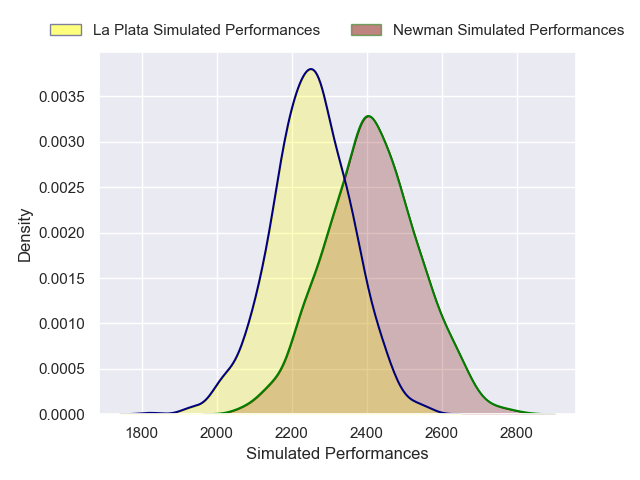 La Plata Simulated Performances Newman Simulated Performances
0.0035
0.0030
0.0025
0.0020
0.0015
0.0010
0.0005
0.0000
Density
1800 2000 2200 2400 2600 2800
Simulated Performances